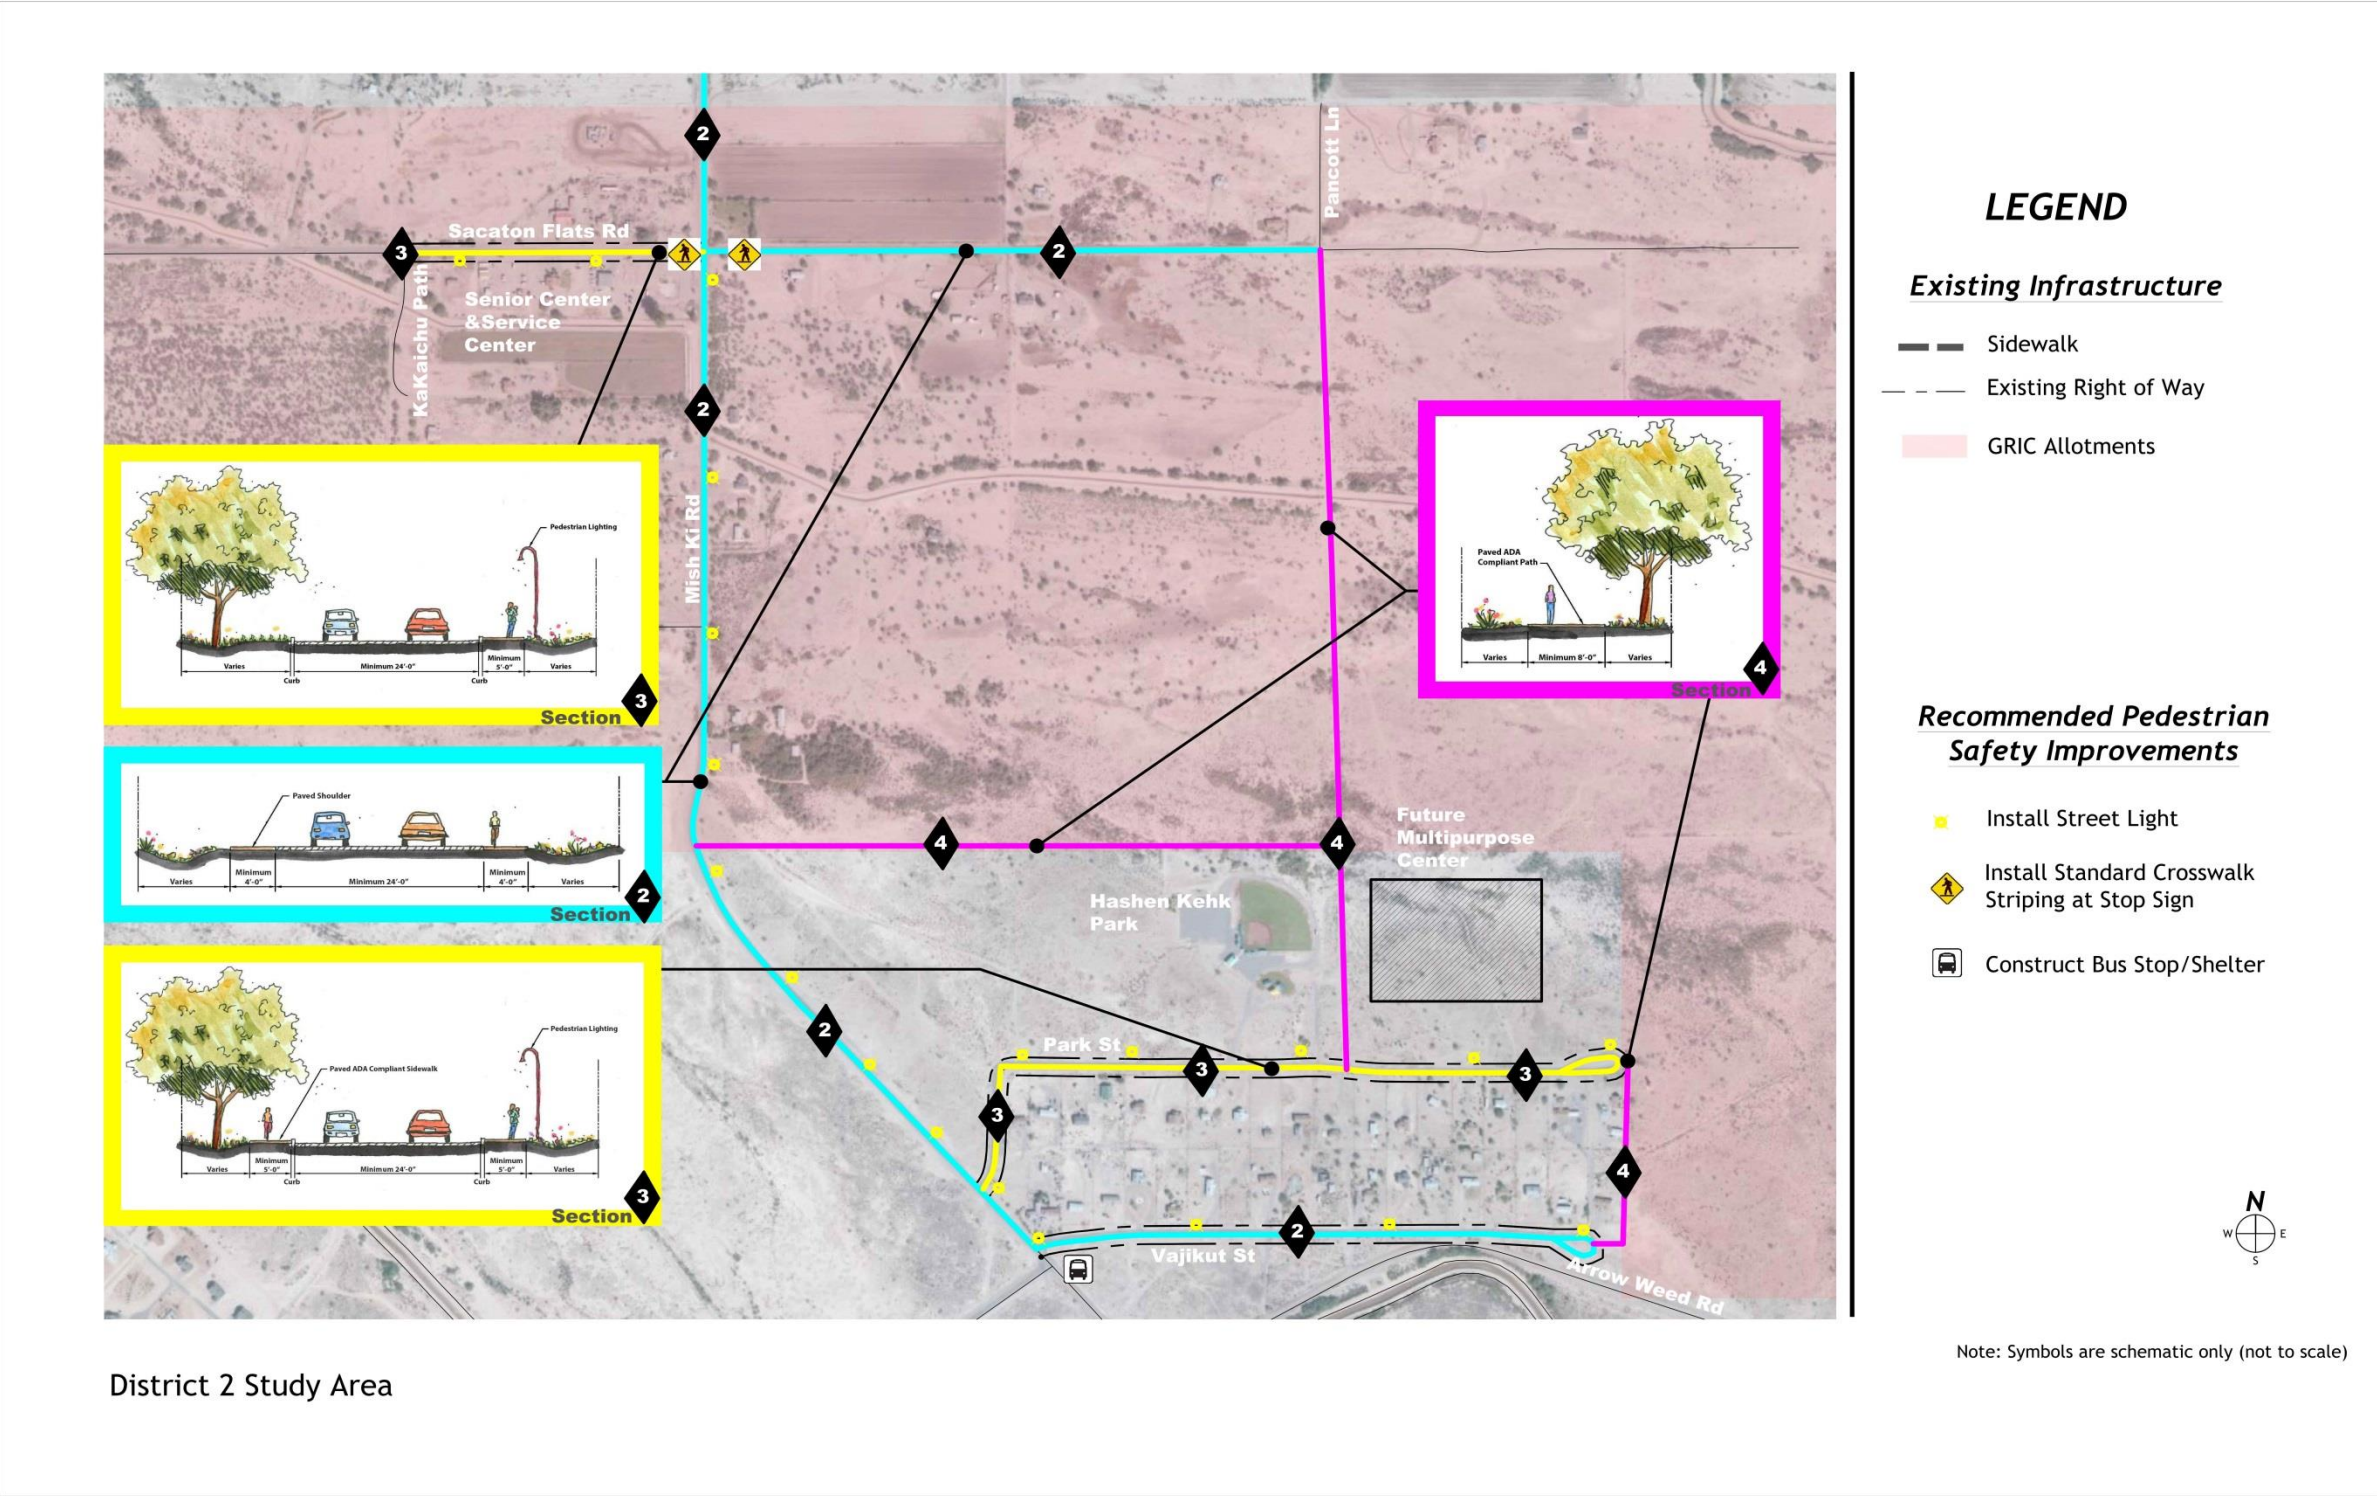 2
Pancott Ln
Sacaton Flats Rd
3
2
KaKaichu Path
Senior Center
&Service
Center
2
Mish Ki Rd
Pedestrian Lighting
Varies
Minimum 24'-0"
Minimum
5'-0"
Varies
Curb
Curb
Section
3
Paved ADA
Compliant Path
Varies
Minimum 8'-0"
Varies
Section
4
Paved Shoulder
Varies
Minimum
4'-0"
Minimum 24'-0"
Minimum
4'-0"
Varies
Section
2
4
4
Future
Multipurpose
Center
Hashen Kehk
Park
Pedestrian Lighting
Paved ADA Compliant Sidewalk
Varies
Minimum
5'-0"
Minimum 24'-0"
Minimum
5'-0"
Varies
Curb
Curb
Section
3
2
Park St
3
3
3
4
2
Vajikut St
Arrow Weed Rd
LEGEND
Existing Infrastructure
Sidewalk
Existing Right of Way
GRIC Allotments
Recommended Pedestrian
Safety Improvements
Install Street Light
Install Standard Crosswalk
Striping at Stop Sign
Construct Bus Stop/Shelter
N
W
E
S
Note: Symbols are schematic only (not to scale)
District 2 Study Area